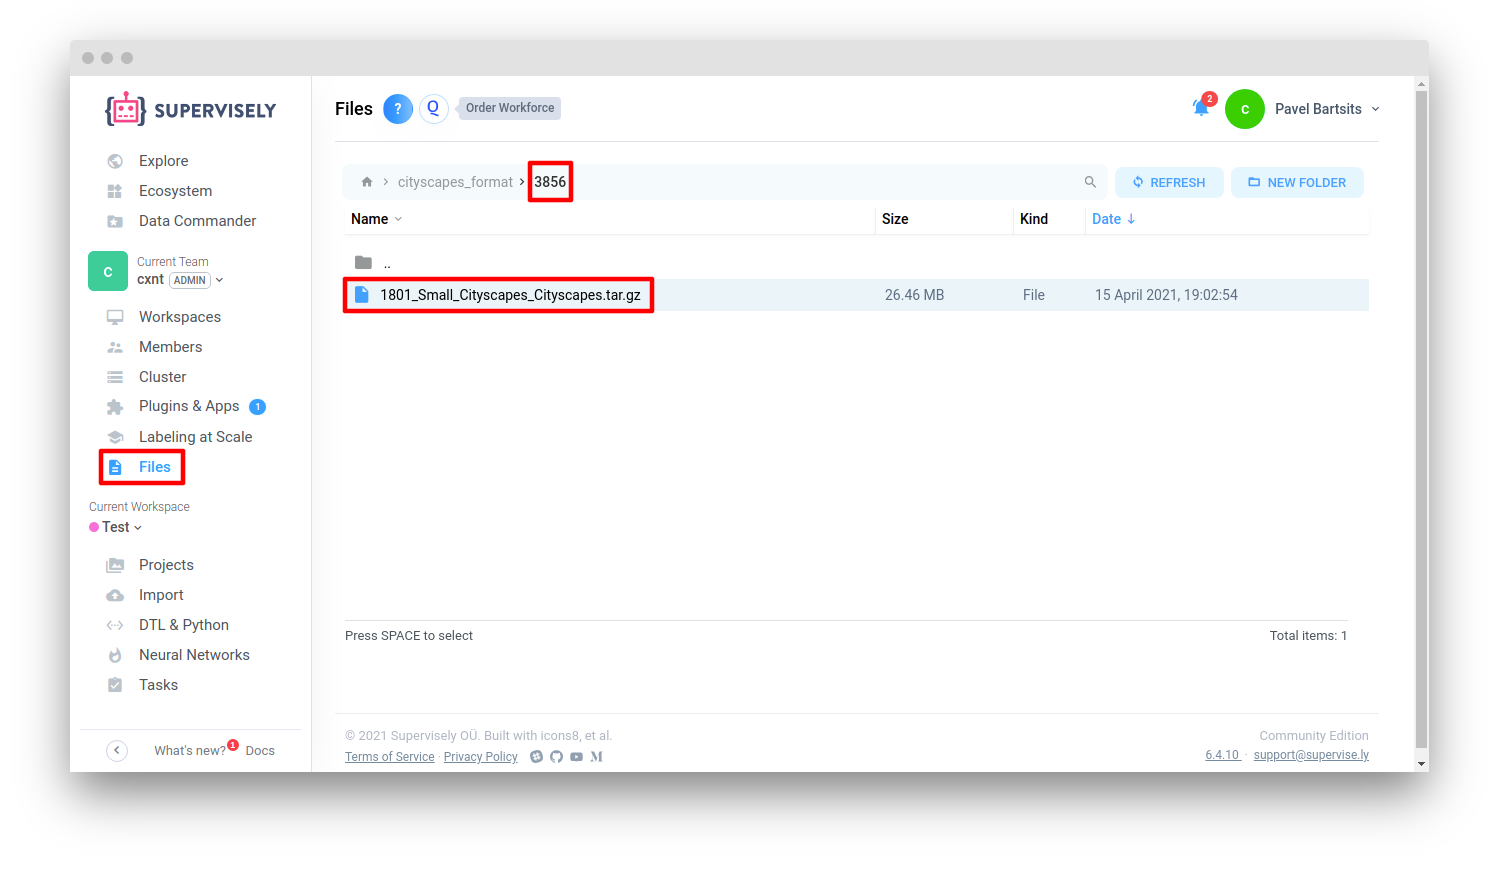 SUPERVISELY
Explore
Ecosystem
Data Commander
C
Current Team
cxnt ADMIN
Workspaces
Members
Cluster
Plugins & Apps 1
Labeling at Scale
Files
Current Workspace
Test
Projects
Import
DTL & Python
Neural Networks
Tasks
What's new? 1 Docs
Files ? Q Order Workforce
2 C Pavel Bartsits
cityscapes_format 3856
REFRESH NEW FOLDER
Name Size Kind Date
..
1801_Small_Cityscapes_Cityscapes.tar.gz 26.46 MB File 15 April 2021, 19:02:54
Press SPACE to select Total items: 1
© 2021 Supervisely OÜ. Built with icons8, et al. Community Edition
Terms of Service · Privacy Policy 6.4.10 · support@supervise.ly